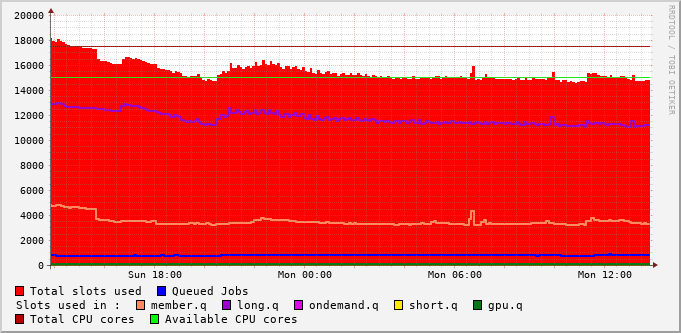 20000
18000
16000
14000
12000
10000
8000
6000
4000
2000
0
Sun 18:00 Mon 00:00 Mon 06:00 Mon 12:00
Total slots used Queued Jobs
Slots used in : member.q long.q ondemand.q short.q gpu.q
Total CPU cores Available CPU cores
RRDTOOL / TOBI OETIKER